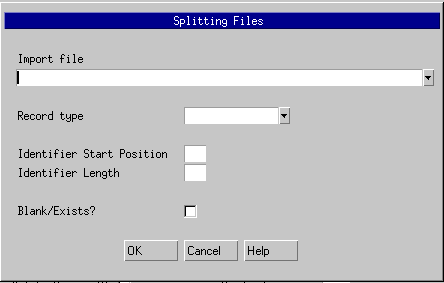 Splitting Files
Import file
Record type
Identifier Start Position
Identifier Length
Blank/Exists?
OK Cancel Help